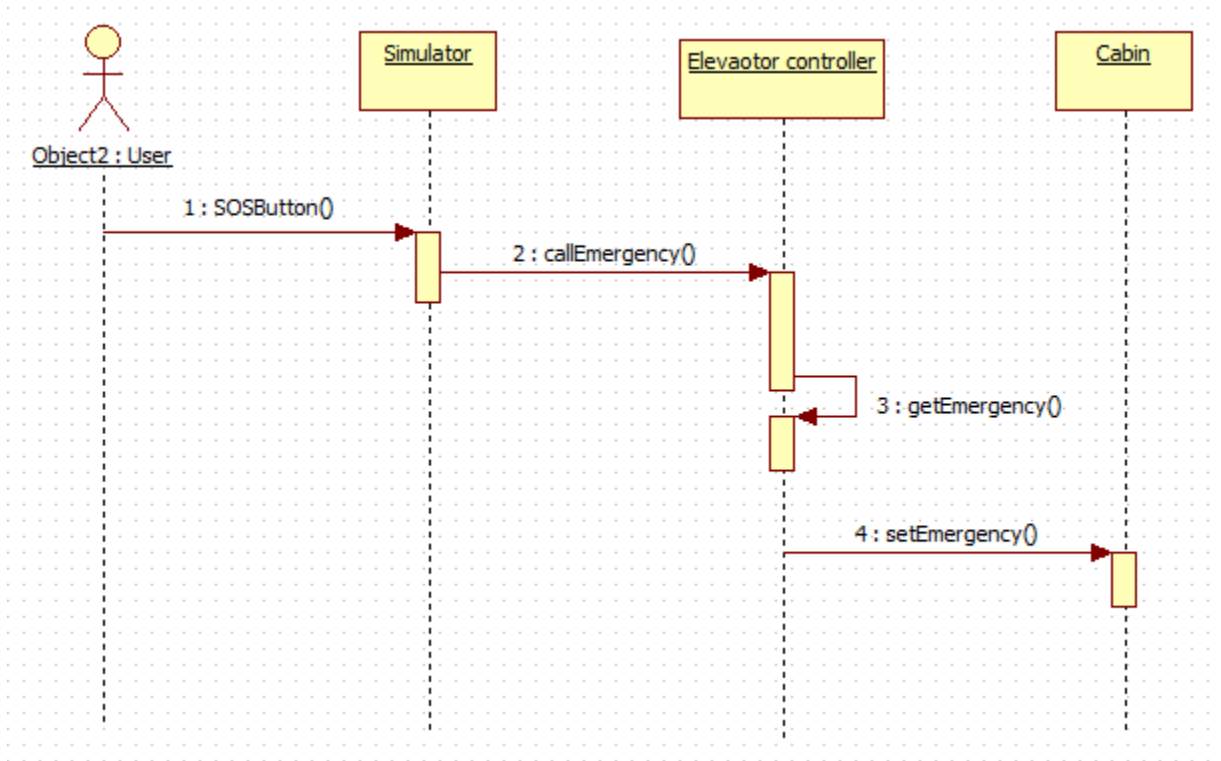 Simulator
Elevaotor controller
Cabin
Object2 : User
1 : SOSButton()
2 : callEmergency()
3 : getEmergency()
4 : setEmergency()